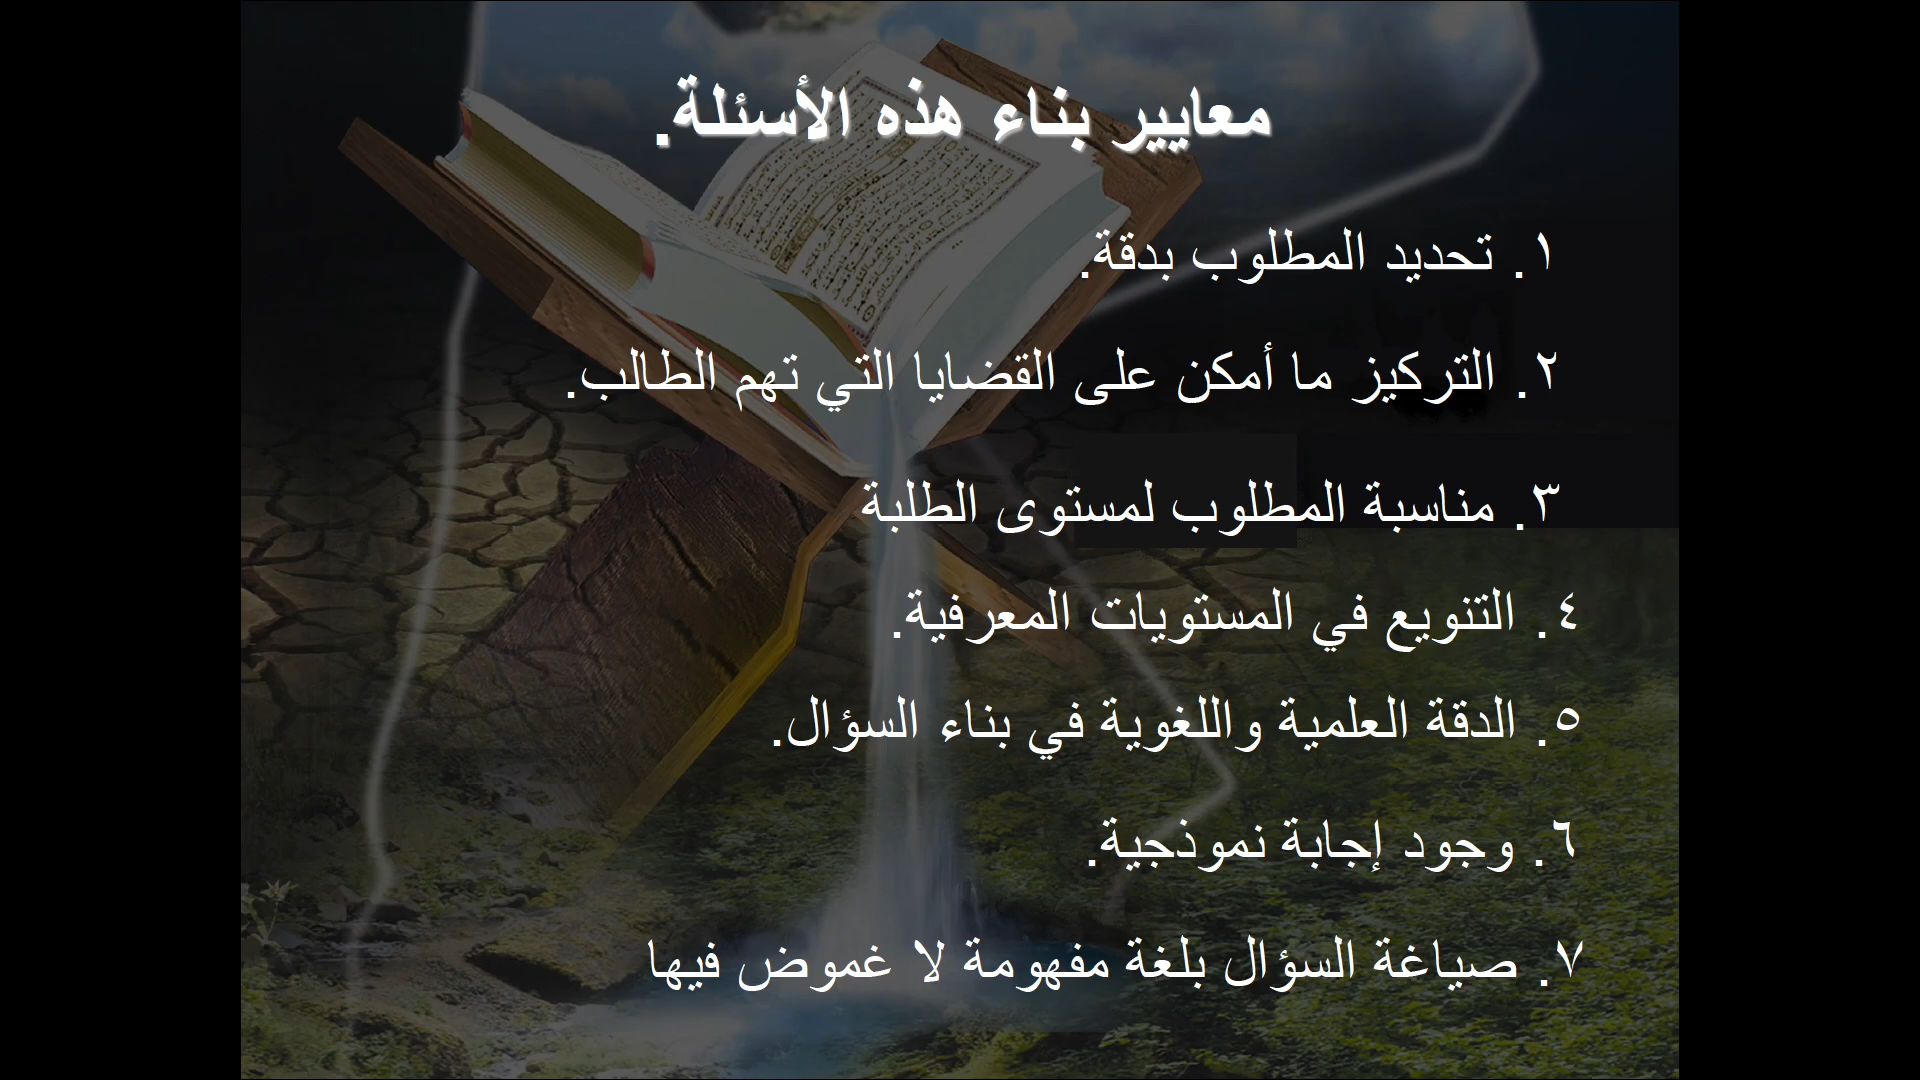 معايير بناء هذه الأسئلة.
١. تحديد المطلوب بدقة.
٢. التركيز ما أمكن على القضايا التي تهم الطالب.
٣. مناسبة المطلوب لمستوى الطلبة
٤. التنويع في المستويات المعرفية.
٥. الدقة العلمية واللغوية في بناء السؤال.
٦. وجود إجابة نموذجية.
٧. صياغة السؤال بلغة مفهومة لا غموض فيها